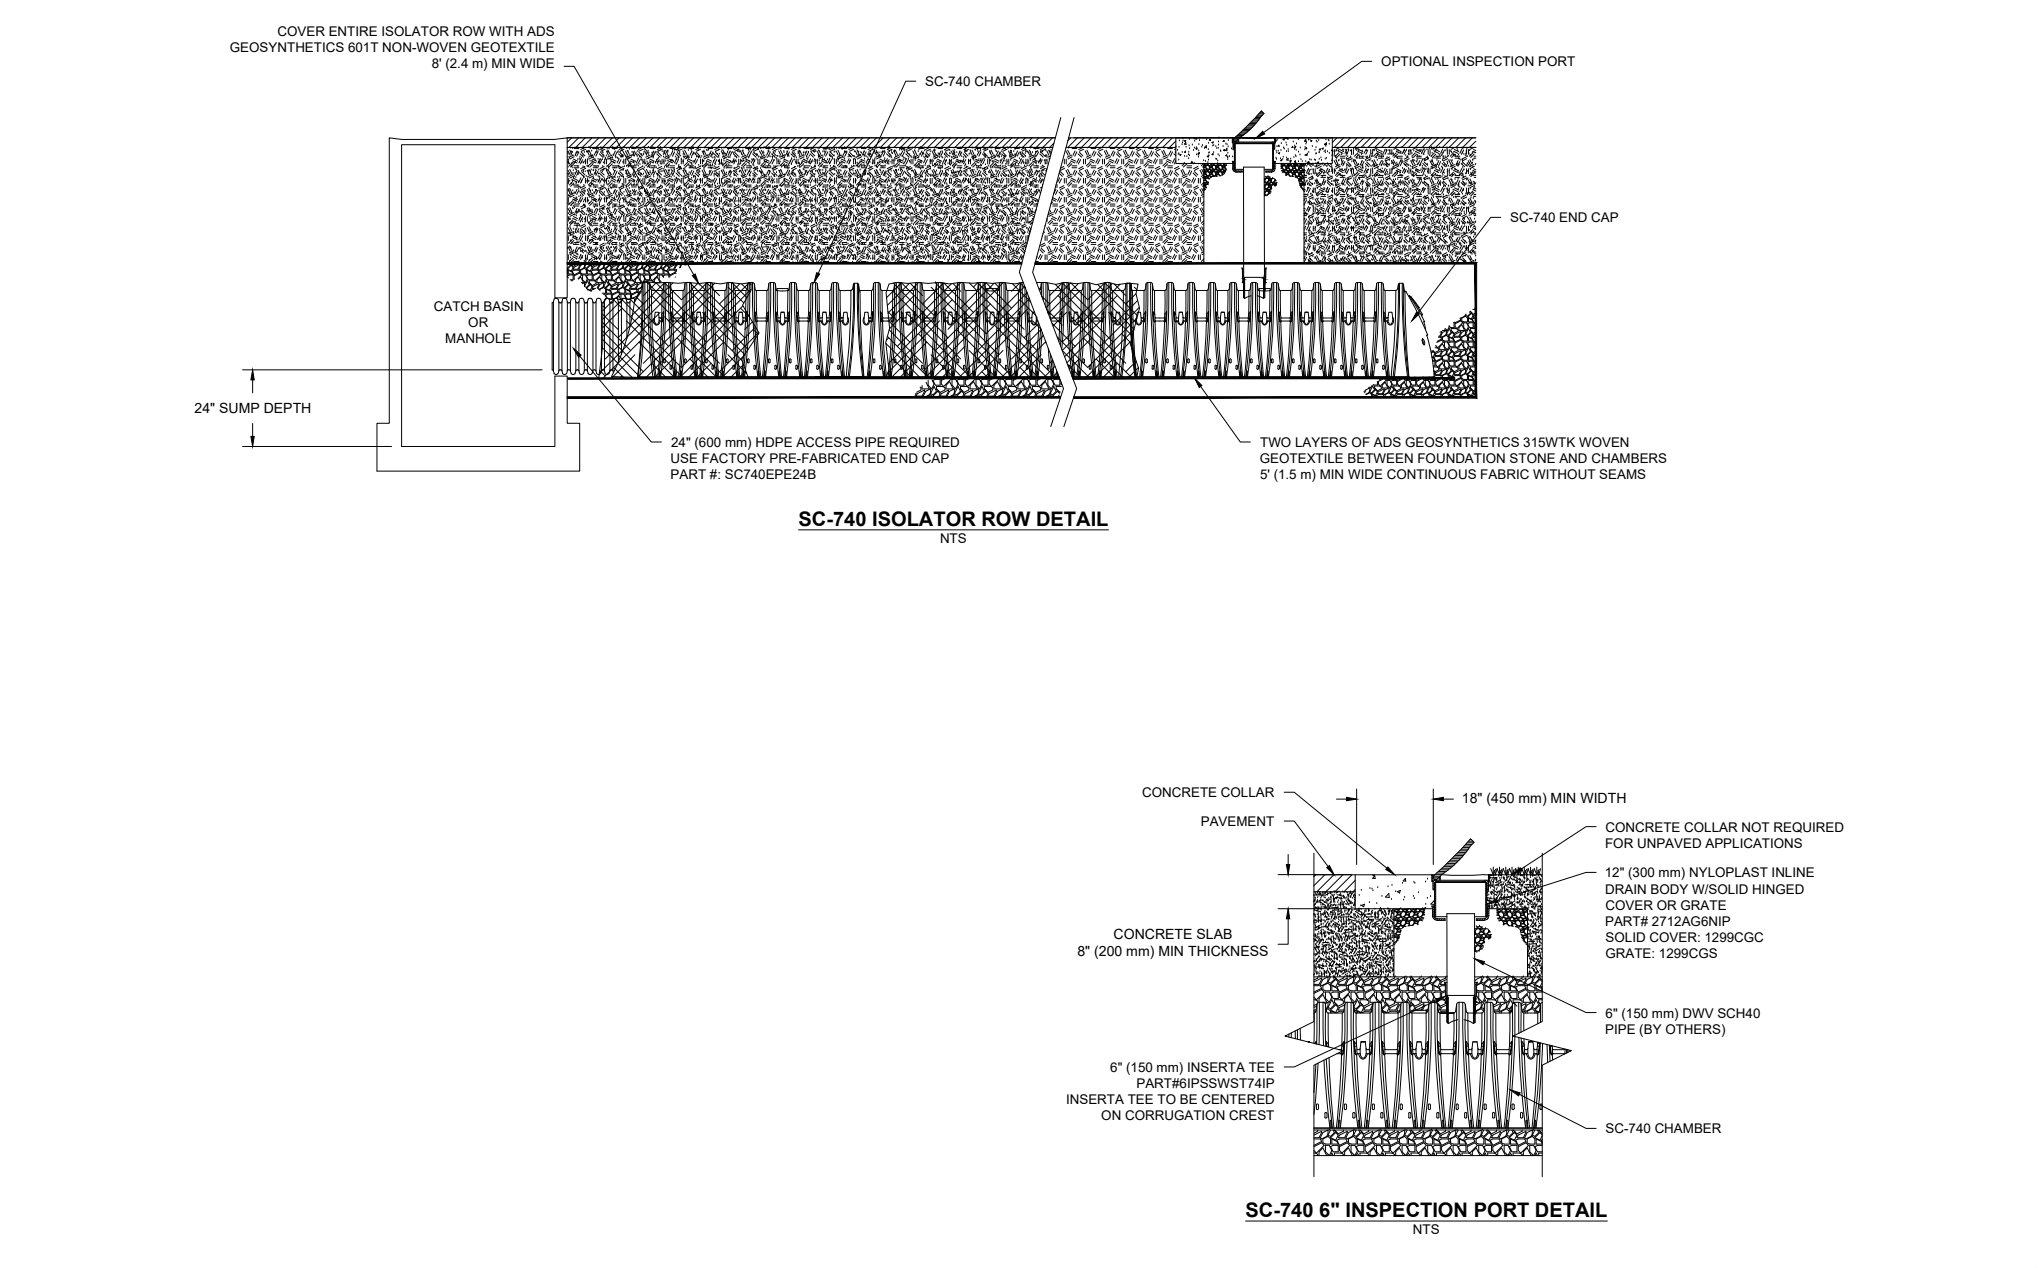 COVER ENTIRE ISOLATOR ROW WITH ADS
GEOSYNTHETICS 601T NON-WOVEN GEOTEXTILE
8' (2.4 m) MIN WIDE
SC-740 CHAMBER
OPTIONAL INSPECTION PORT
SC-740 END CAP
CATCH BASIN
OR
MANHOLE
24" SUMP DEPTH
24" (600 mm) HDPE ACCESS PIPE REQUIRED
USE FACTORY PRE-FABRICATED END CAP
PART #: SC740EPE24B
TWO LAYERS OF ADS GEOSYNTHETICS 315WTK WOVEN
GEOTEXTILE BETWEEN FOUNDATION STONE AND CHAMBERS
5' (1.5 m) MIN WIDE CONTINUOUS FABRIC WITHOUT SEAMS
SC-740 ISOLATOR ROW DETAIL
NTS
CONCRETE COLLAR
PAVEMENT
18" (450 mm) MIN WIDTH
CONCRETE COLLAR NOT REQUIRED
FOR UNPAVED APPLICATIONS
12" (300 mm) NYLOPLAST INLINE
DRAIN BODY W/SOLID HINGED
COVER OR GRATE
PART# 2712AG6NIP
SOLID COVER: 1299CGC
GRATE: 1299CGS
CONCRETE SLAB
8" (200 mm) MIN THICKNESS
6" (150 mm) DWV SCH40
PIPE (BY OTHERS)
6" (150 mm) INSERTA TEE
PART#6IPSSWST74IP
INSERTA TEE TO BE CENTERED
ON CORRUGATION CREST
SC-740 CHAMBER
SC-740 6" INSPECTION PORT DETAIL
NTS